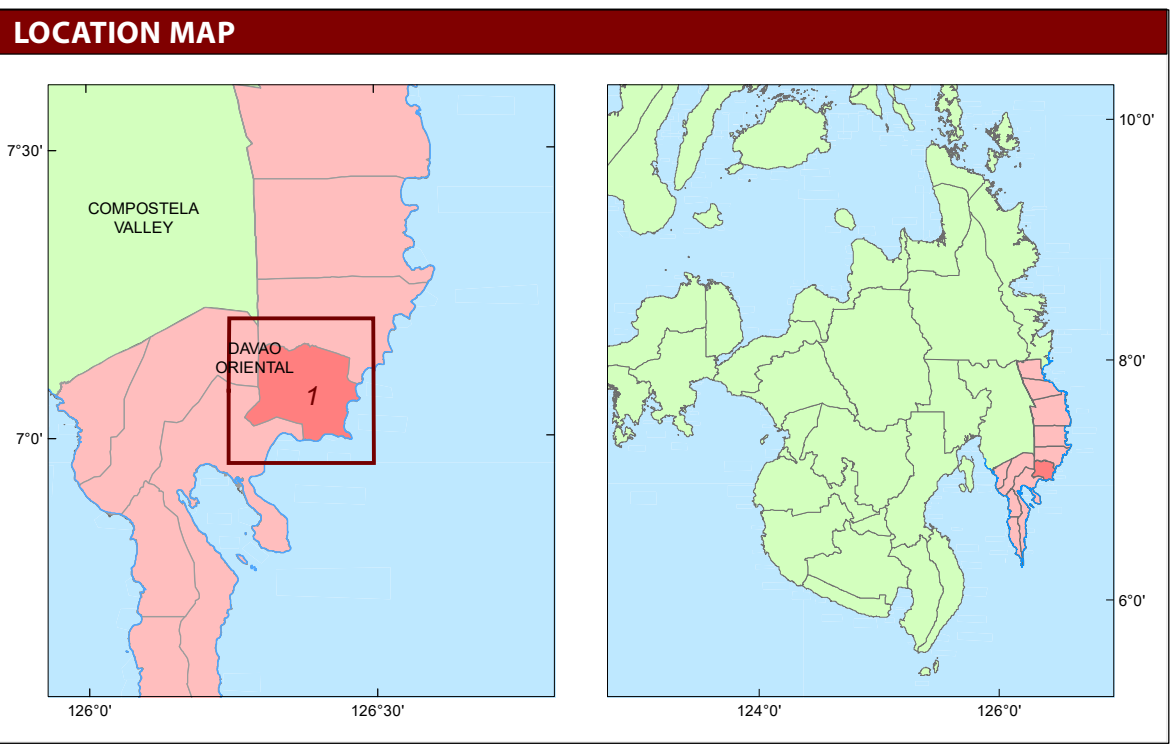 LOCATION MAP
7°30'
COMPOSTELA
VALLEY
DAVAO
ORIENTAL
1
7°0'
126°0'
126°30'
10°0'
8°0'
6°0'
124°0'
126°0'